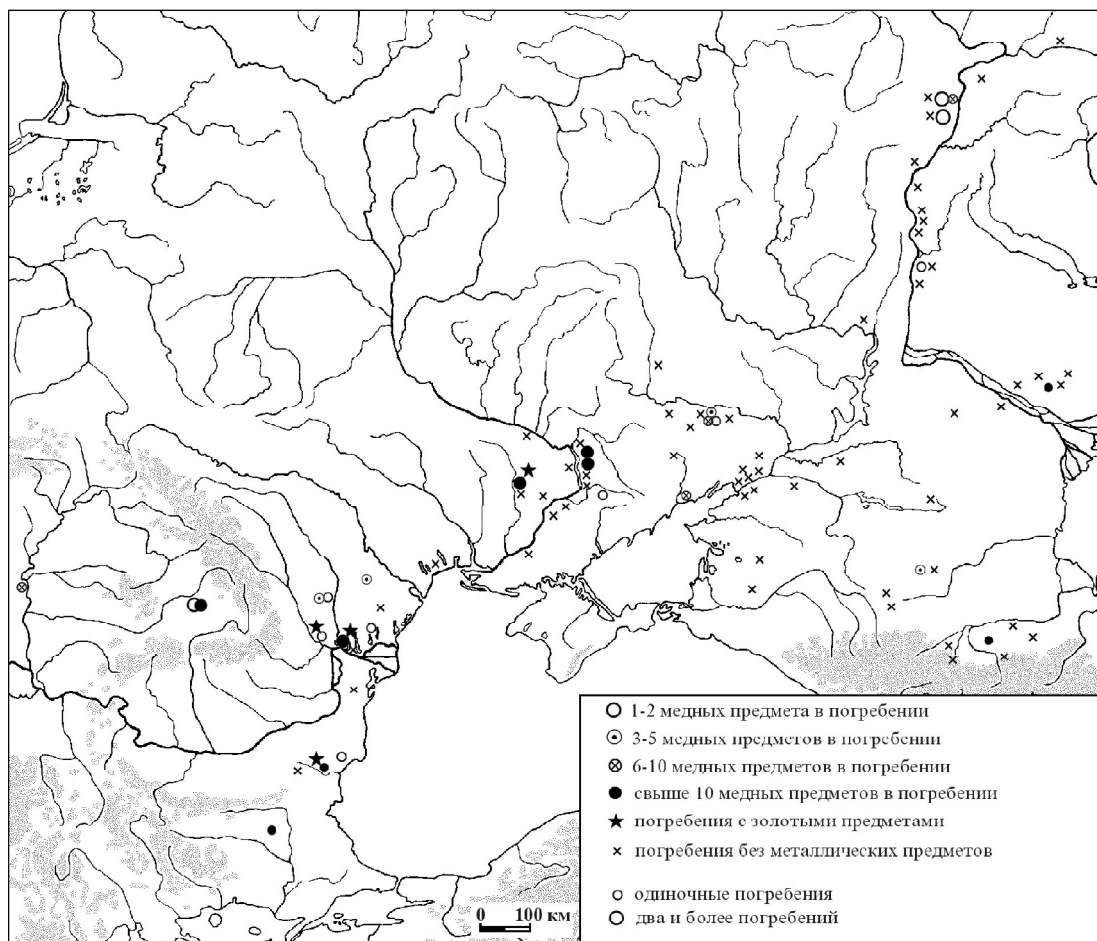 1-2 медных предмета в погребении
3-5 медных предметов в погребении
6-10 медных предметов в погребении
свыше 10 медных предметов в погребении
погребения с золотыми предметами
погребения без металлических предметов
одиночные погребения
два и более погребений
0 100 км